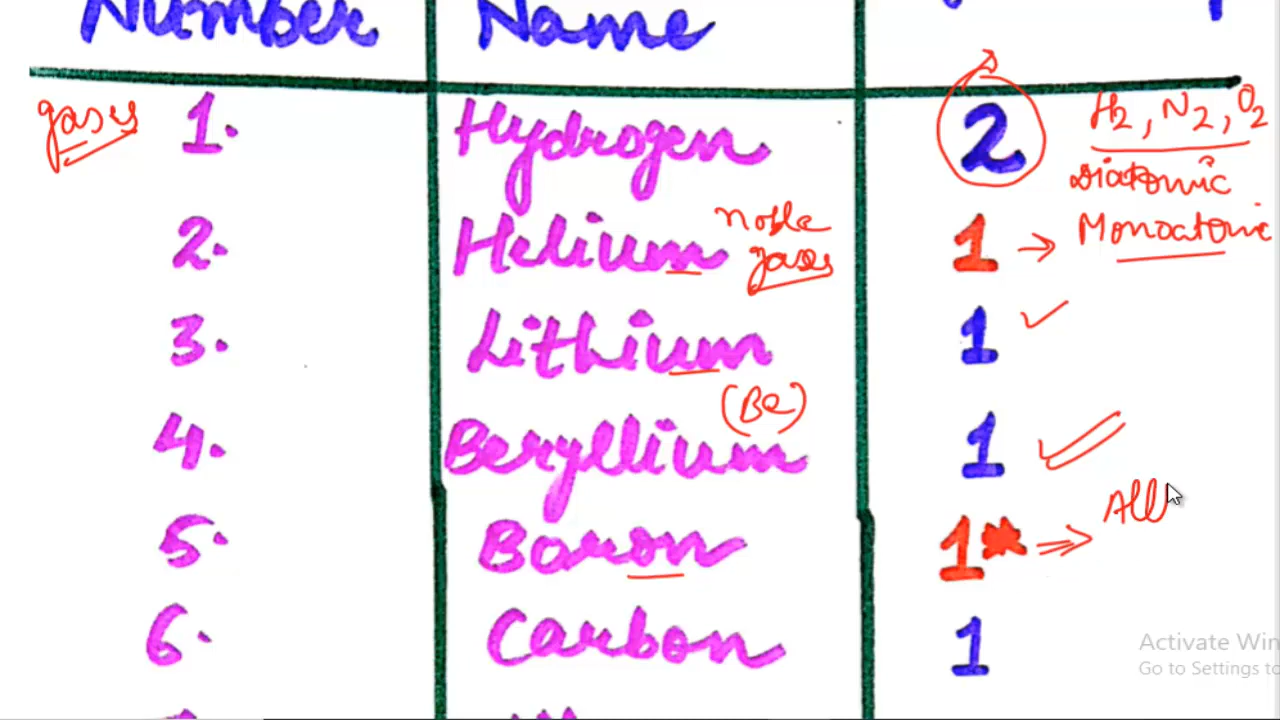 Number Name
gases 1. Hydrogen 2 H2, N2, O2
Diatomic
2. Helium noble gases 1 → Monoatomic
3. Lithium 1 ✓
(Be)
4. Beryllium 1 ✓
5. Boron 1* ⇒ All
6. Carbon 1
Activate Win
Go to Settings to